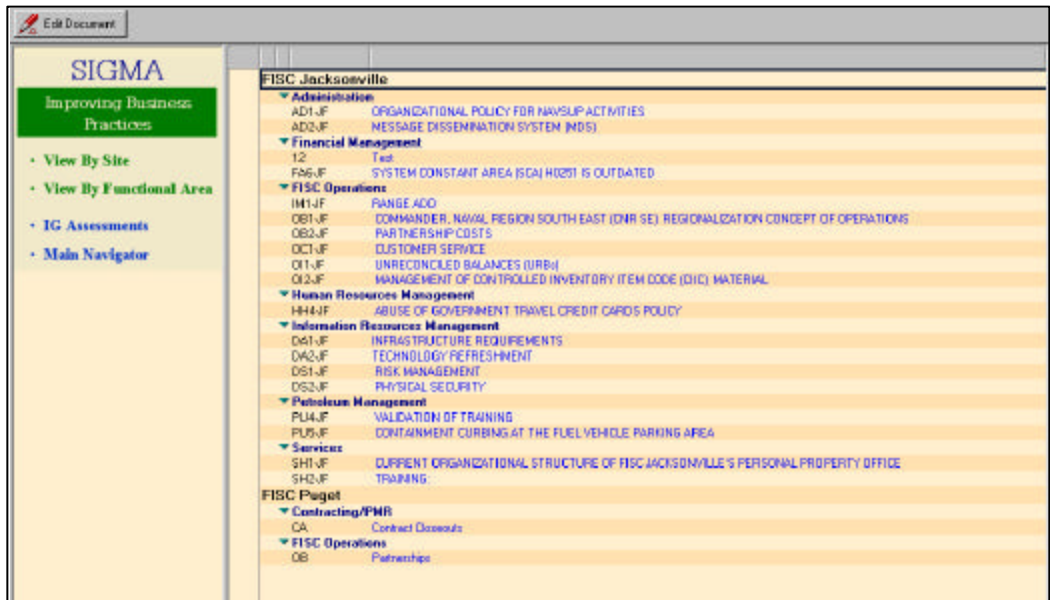 Edit Document
SIGMA
Improving Business
Practices
• View By Site
• View By Functional Area
• IG Assessments
• Main Navigator
FISC Jacksonville
Administration
AD1-JF ORGANIZATIONAL POLICY FOR NAVSUP ACTIVITIES
AD2-JF MESSAGE DISSEMINATION SYSTEM (MDS)
Financial Management
12 Test
FA6-JF SYSTEM CONSTANT AREA (SCA) H0251 IS OUTDATED
FISC Operations
IM1-JF RANGE ADD
OB1-JF COMMANDER, NAVAL REGION SOUTH EAST (CNR SE) REGIONALIZATION CONCEPT OF OPERATIONS
OB2-JF PARTNERSHIP COSTS
OC1-JF CUSTOMER SERVICE
OI1-JF UNRECONCILED BALANCES (URBs)
OI2-JF MANAGEMENT OF CONTROLLED INVENTORY ITEM CODE (CIIC) MATERIAL
Human Resources Management
HH4-JF ABUSE OF GOVERNMENT TRAVEL CREDIT CARDS POLICY
Information Resources Management
DA1-JF INFRASTRUCTURE REQUIREMENTS
DA2-JF TECHNOLOGY REFRESHMENT
DS1-JF RISK MANAGEMENT
DS2-JF PHYSICAL SECURITY
Petroleum Management
PU4-JF VALIDATION OF TRAINING
PU5-JF CONTAINMENT CURBING AT THE FUEL VEHICLE PARKING AREA
Services
SH1-JF CURRENT ORGANIZATIONAL STRUCTURE OF FISC JACKSONVILLE'S PERSONAL PROPERTY OFFICE
SH2-JF TRAINING.
FISC Puget
Contracting/PMR
CA Contract Closeouts
FISC Operations
OB Partnerships